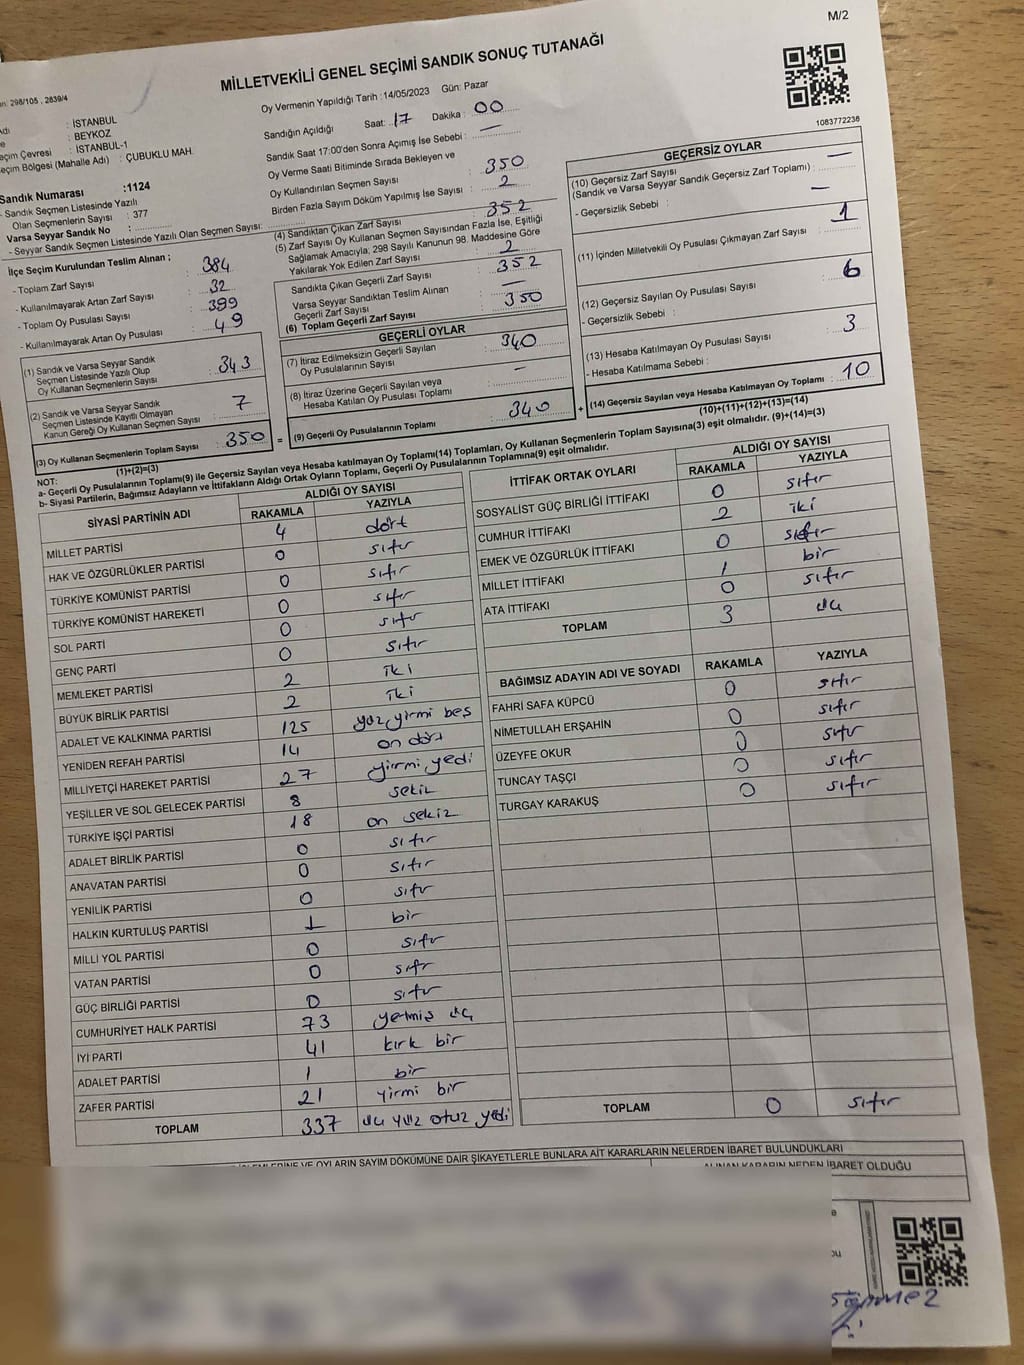 M/2
MİLLETVEKİLİ GENEL SEÇİMİ SANDIK SONUÇ TUTANAĞI
298/105 , 2839/4
Oy Vermenin Yapıldığı Tarih :14/05/2023 Gün: Pazar
: İSTANBUL
: BEYKOZ
Seçim Çevresi : İSTANBUL-1
Seçim Bölgesi (Mahalle Adı) : ÇUBUKLU MAH.
Sandık Numarası :1124
- Sandık Seçmen Listesinde Yazılı
Olan Seçmenlerin Sayısı : 377
Varsa Seyyar Sandık No :
- Seyyar Sandık Seçmen Listesinde Yazılı Olan Seçmen Sayısı:
Sandığın Açıldığı Saat: 17 Dakika : 00
Sandık Saat 17:00'den Sonra Açımış İse Sebebi : —
Oy Verme Saati Bitiminde Sırada Bekleyen ve
Oy Kullandırılan Seçmen Sayısı 350
Birden Fazla Sayım Döküm Yapılmış İse Sayısı : 2
1083772236
İlçe Seçim Kurulundan Teslim Alınan ;
- Toplam Zarf Sayısı : 384
- Kullanılmayarak Artan Zarf Sayısı : 32
- Toplam Oy Pusulası Sayısı : 399
- Kullanılmayarak Artan Oy Pusulası : 49
(1) Sandık ve Varsa Seyyar Sandık
Seçmen Listesinde Yazılı Olup
Oy Kullanan Seçmenlerin Sayısı : 343
(2) Sandık ve Varsa Seyyar Sandık
Seçmen Listesinde Kayıtlı Olmayan
Kanun Gereği Oy Kullanan Seçmen Sayısı : 7
(3) Oy Kullanan Seçmenlerin Toplam Sayısı : 350
(1)+(2)=(3)
(4) Sandıktan Çıkan Zarf Sayısı : 352
(5) Zarf Sayısı Oy Kullanan Seçmen Sayısından Fazla İse, Eşitliği
Sağlamak Amacıyla; 298 Sayılı Kanunun 98. Maddesine Göre
Yakılarak Yok Edilen Zarf Sayısı : 2
Sandıkta Çıkan Geçerli Zarf Sayısı : 352
Varsa Seyyar Sandıktan Teslim Alınan
Geçerli Zarf Sayısı : —
(6) Toplam Geçerli Zarf Sayısı : 350
GEÇERLİ OYLAR
(7) İtiraz Edilmeksizin Geçerli Sayılan
Oy Pusulalarının Sayısı : 340
(8) İtiraz Üzerine Geçerli Sayılan veya
Hesaba Katılan Oy Pusulası Toplamı : —
= (9) Geçerli Oy Pusulalarının Toplamı : 340
GEÇERSİZ OYLAR
(10) Geçersiz Zarf Sayısı
(Sandık ve Varsa Seyyar Sandık Geçersiz Zarf Toplamı) : —
- Geçersizlik Sebebi : —
(11) İçinden Milletvekili Oy Pusulası Çıkmayan Zarf Sayısı : 1
(12) Geçersiz Sayılan Oy Pusulası Sayısı : 6
- Geçersizlik Sebebi :
(13) Hesaba Katılmayan Oy Pusulası Sayısı : 3
- Hesaba Katılmama Sebebi :
+ (14) Geçersiz Sayılan veya Hesaba Katılmayan Oy Toplamı : 10
(10)+(11)+(12)+(13)=(14)
NOT:
a- Geçerli Oy Pusulalarının Toplamı(9) ile Geçersiz Sayılan veya Hesaba katılmayan Oy Toplamı(14) Toplamları, Oy Kullanan Seçmenlerin Toplam Sayısına(3) eşit olmalıdır. (9)+(14)=(3)
b- Siyasi Partilerin, Bağımsız Adayların ve İttifakların Aldığı Ortak Oyların Toplamı, Geçerli Oy Pusulalarının Toplamına(9) eşit olmalıdır.
SİYASİ PARTİNİN ADI ALDIĞI OY SAYISI
RAKAMLA YAZIYLA
MİLLET PARTİSİ 4 dört
HAK VE ÖZGÜRLÜKLER PARTİSİ 0 sıfır
TÜRKİYE KOMÜNİST PARTİSİ 0 sıfır
TÜRKİYE KOMÜNİST HAREKETİ 0 sıfır
SOL PARTİ 0 sıfır
GENÇ PARTİ 0 sıfır
MEMLEKET PARTİSİ 2 iki
BÜYÜK BİRLİK PARTİSİ 2 iki
ADALET VE KALKINMA PARTİSİ 125 yüzyirmi beş
YENİDEN REFAH PARTİSİ 14 on dört
MİLLİYETÇİ HAREKET PARTİSİ 27 yirmi yedi
YEŞİLLER VE SOL GELECEK PARTİSİ 8 sekiz
TÜRKİYE İŞÇİ PARTİSİ 18 on sekiz
ADALET BİRLİK PARTİSİ 0 sıfır
ANAVATAN PARTİSİ 0 sıfır
YENİLİK PARTİSİ 0 sıfır
HALKIN KURTULUŞ PARTİSİ 1 bir
MİLLİ YOL PARTİSİ 0 sıfır
VATAN PARTİSİ 0 sıfır
GÜÇ BİRLİĞİ PARTİSİ 0 sıfır
CUMHURİYET HALK PARTİSİ 73 yetmiş üç
İYİ PARTİ 41 kırk bir
ADALET PARTİSİ 1 bir
ZAFER PARTİSİ 21 yirmi bir
TOPLAM 337 üç yüz otuz yedi
İTTİFAK ORTAK OYLARI ALDIĞI OY SAYISI
RAKAMLA YAZIYLA
SOSYALİST GÜÇ BİRLİĞİ İTTİFAKI 0 sıfır
CUMHUR İTTİFAKI 2 iki
EMEK VE ÖZGÜRLÜK İTTİFAKI 0 sıfır
MİLLET İTTİFAKI 1 bir
ATA İTTİFAKI 0 sıfır
TOPLAM 3 üç
BAĞIMSIZ ADAYIN ADI VE SOYADI RAKAMLA YAZIYLA
FAHRİ SAFA KÜPCÜ 0 sıfır
NİMETULLAH ERŞAHİN 0 sıfır
ÜZEYFE OKUR 0 sıfır
TUNCAY TAŞÇI 0 sıfır
TURGAY KARAKUŞ 0 sıfır
TOPLAM 0 sıfır
İŞLEMLERİNE VE OYLARIN SAYIM DÖKÜMÜNE DAİR ŞİKAYETLERLE BUNLARA AİT KARARLARIN NELERDEN İBARET BULUNDUKLARI
ALINAN KARARIN NEDEN İBARET OLDUĞU